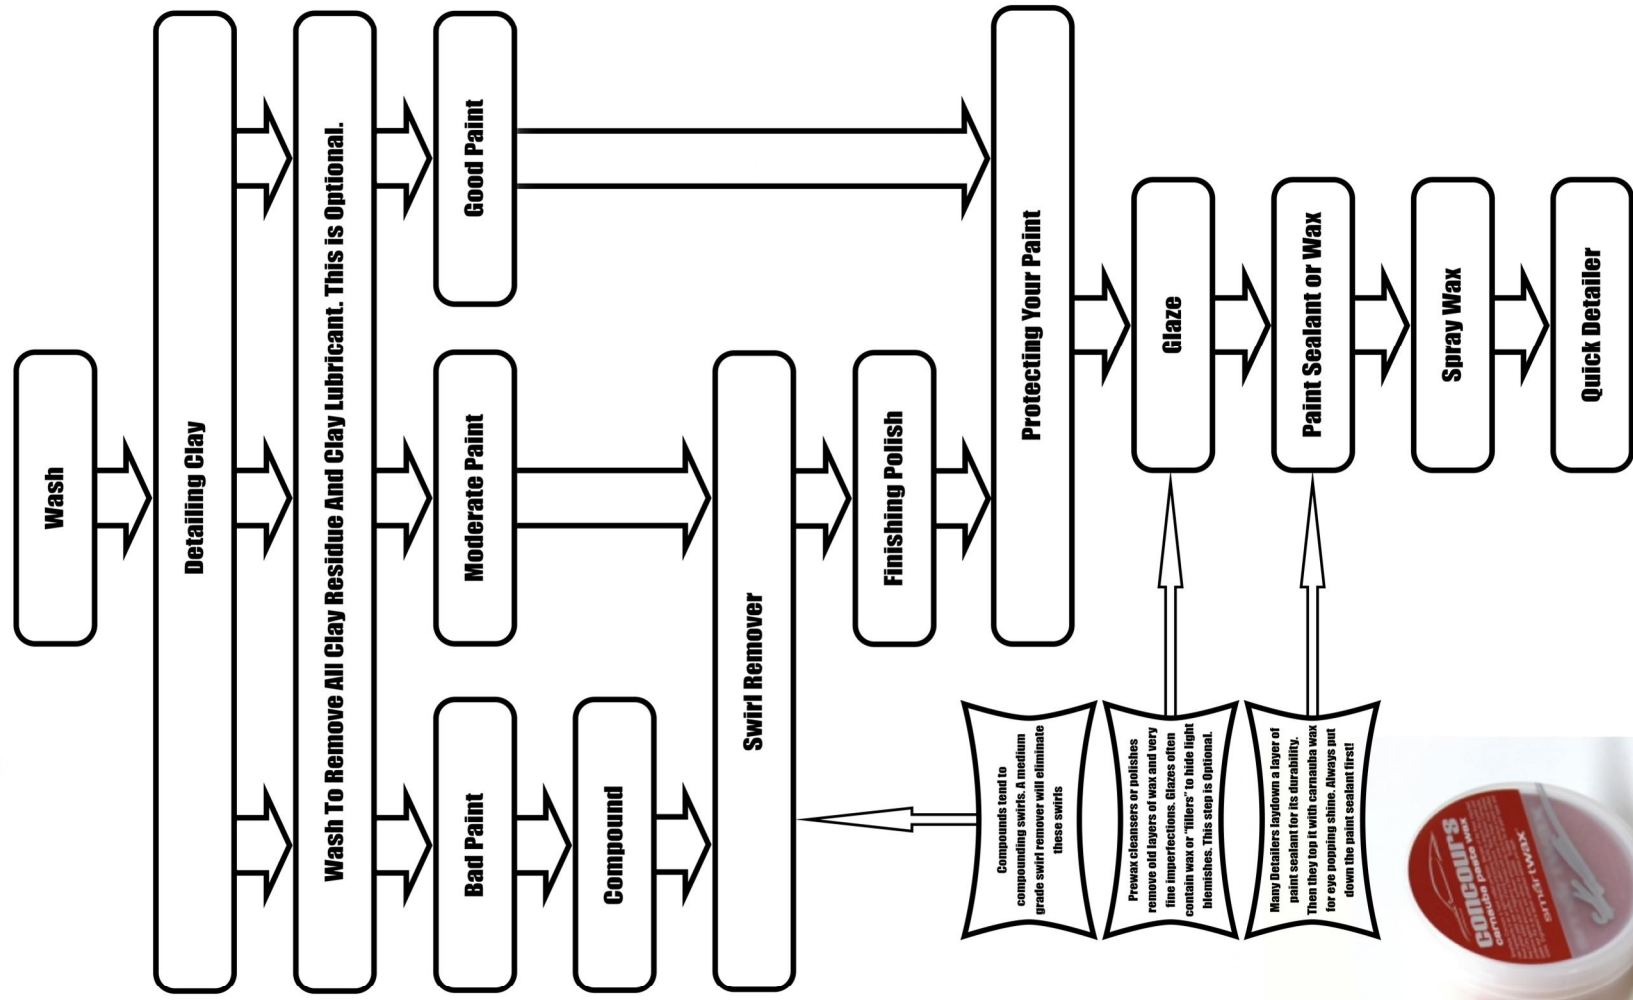 Wash
Detailing Clay
Wash To Remove All Clay Residue And Clay Lubricant. This is Optional.
Bad Paint
Moderate Paint
Good Paint
Compound
Swirl Remover
Finishing Polish
Compounds tend to
compounding swirls. A medium
grade swirl remover will eliminate
these swirls
Protecting Your Paint
Prewax cleansers or polishes
remove old layers of wax and very
fine imperfections. Glazes often
contain wax or "fillers" to hide light
blemishes. This step is Optional.
Glaze
Many Detailers laydown a layer of
paint sealant for its durability.
Then they top it with carnauba wax
for eye popping shine. Always put
down the paint sealant first!
Paint Sealant or Wax
Spray Wax
Quick Detailer
concours
carnauba paste wax
smartwax